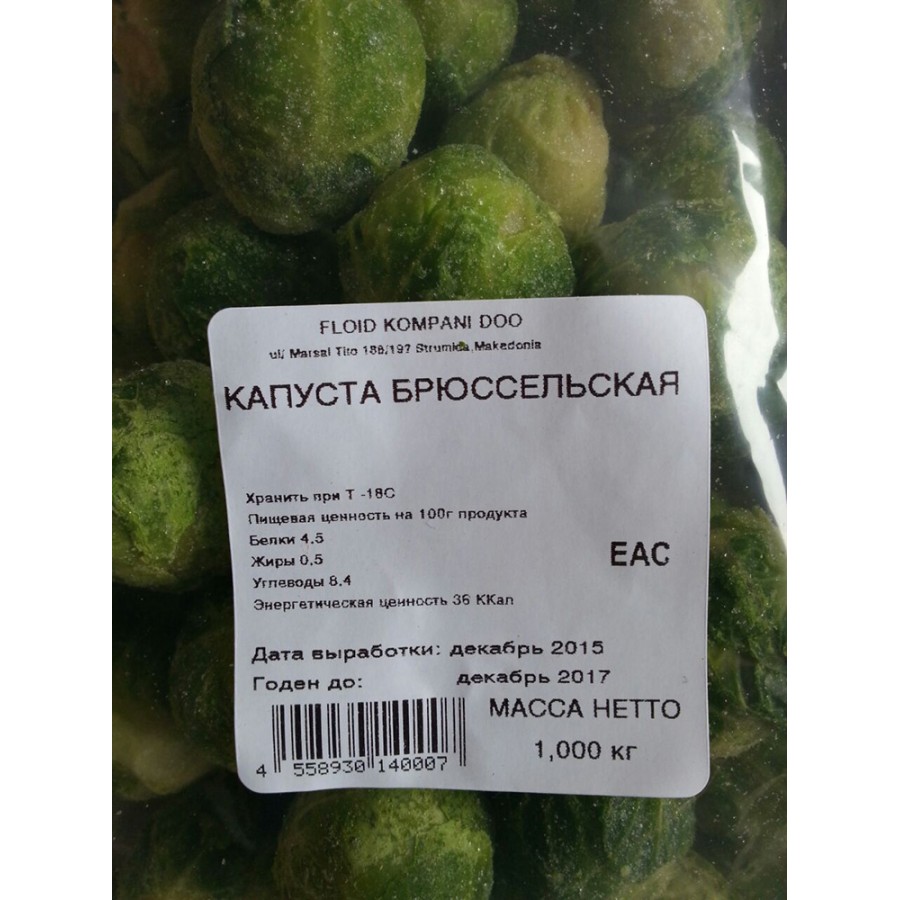 FLOID KOMPANI DOO
ul/ Marsal Tito 188/197 Strumica,Makedonia
КАПУСТА БРЮССЕЛЬСКАЯ
Хранить при Т -18С
Пищевая ценность на 100г продукта
Белки 4,5
Жиры 0,5
Углеводы 8,4
Энергетическая ценность 36 ККал
ЕАС
Дата выработки: декабрь 2015
Годен до: декабрь 2017
МАССА НЕТТО
1,000 кг
4 558930 140007